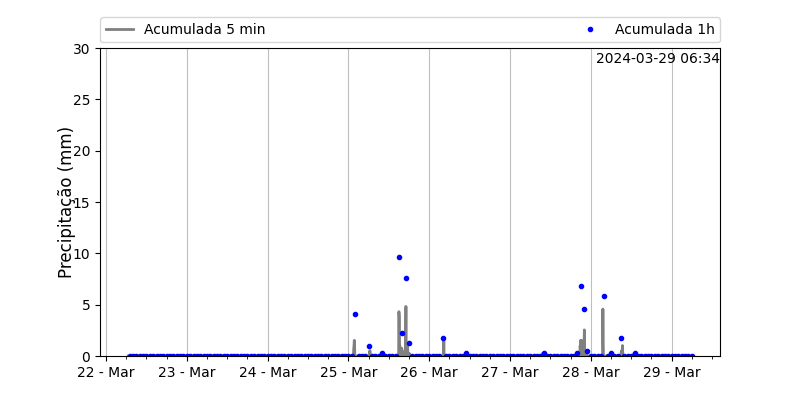 Acumulada 5 min
Acumulada 1h
2024-03-29 06:34
Precipitação (mm)
30
25
20
15
10
5
0
22 - Mar 23 - Mar 24 - Mar 25 - Mar 26 - Mar 27 - Mar 28 - Mar 29 - Mar